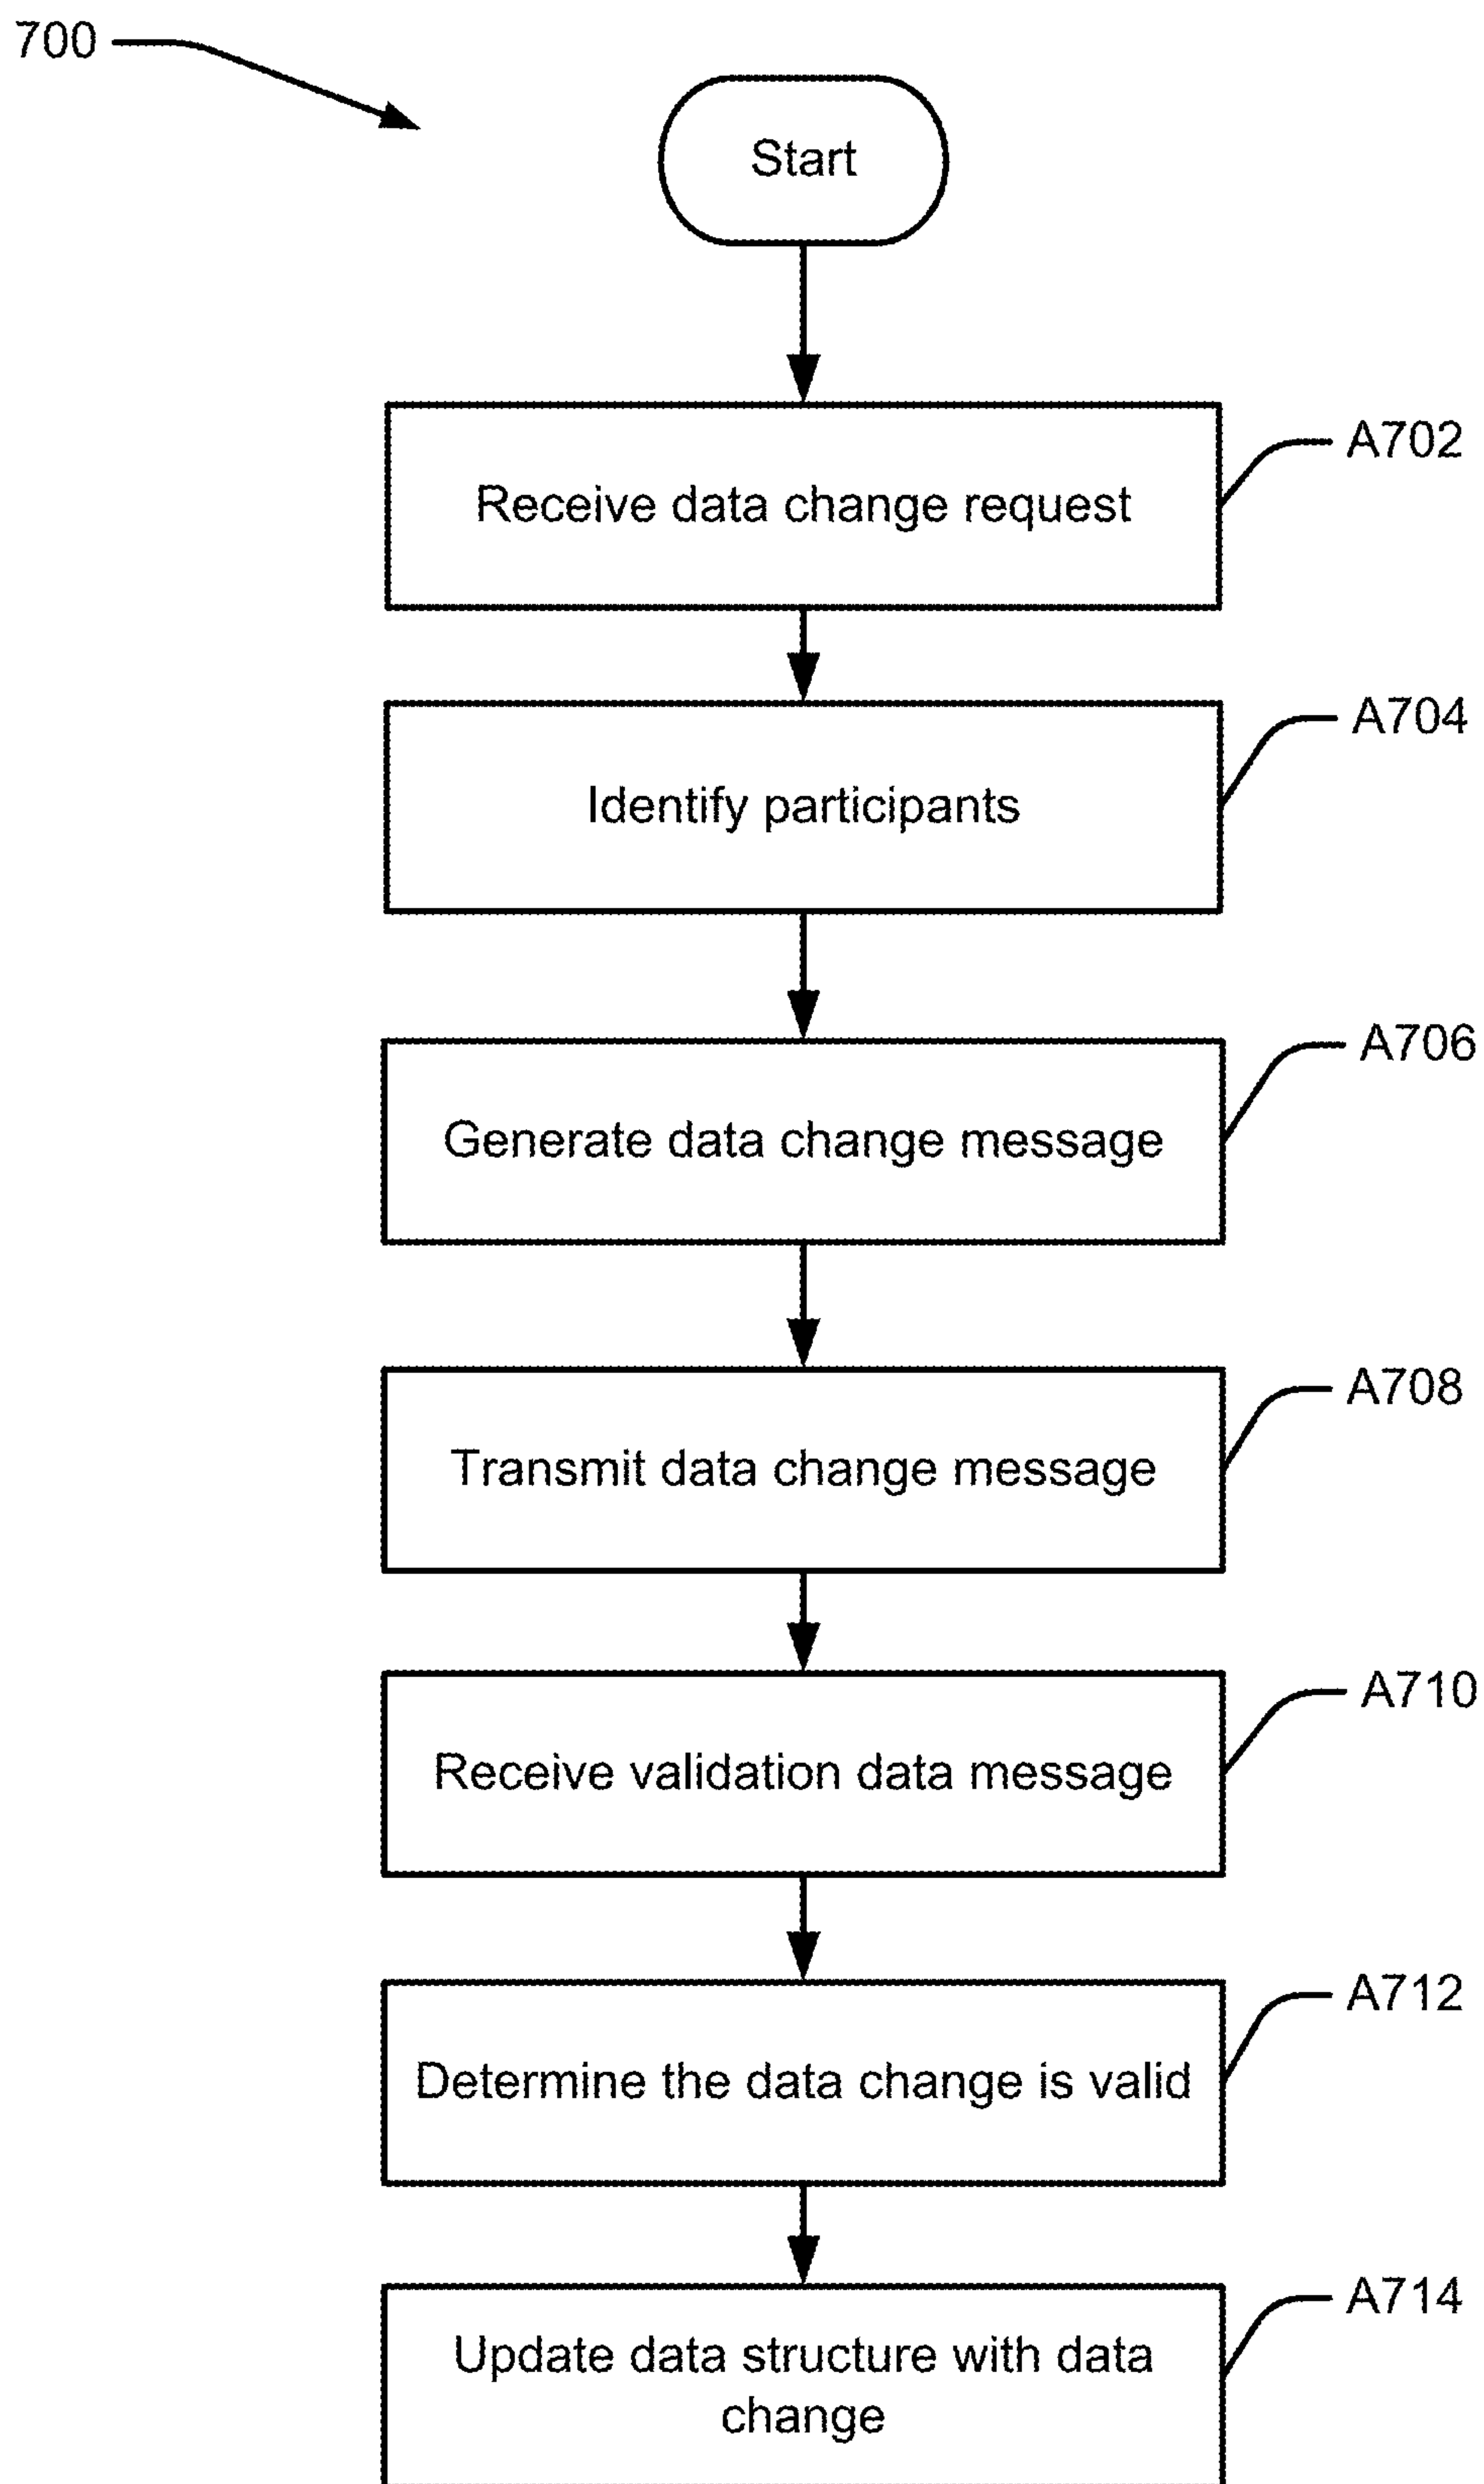 700
Start
A702
Receive data change request
A704
Identify participants
A706
Generate data change message
A708
Transmit data change message
A710
Receive validation data message
A712
Determine the data change is valid
A714
Update data structure with data
change